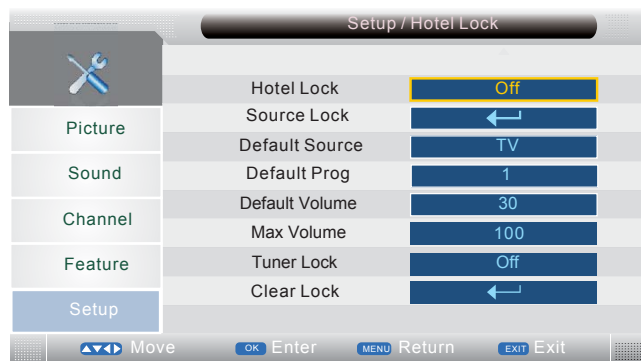 Setup / Hotel Lock
Hotel Lock Off
Source Lock
Default Source TV
Default Prog 1
Default Volume 30
Max Volume 100
Tuner Lock Off
Clear Lock
Picture
Sound
Channel
Feature
Setup
Move OK Enter MENU Return EXIT Exit